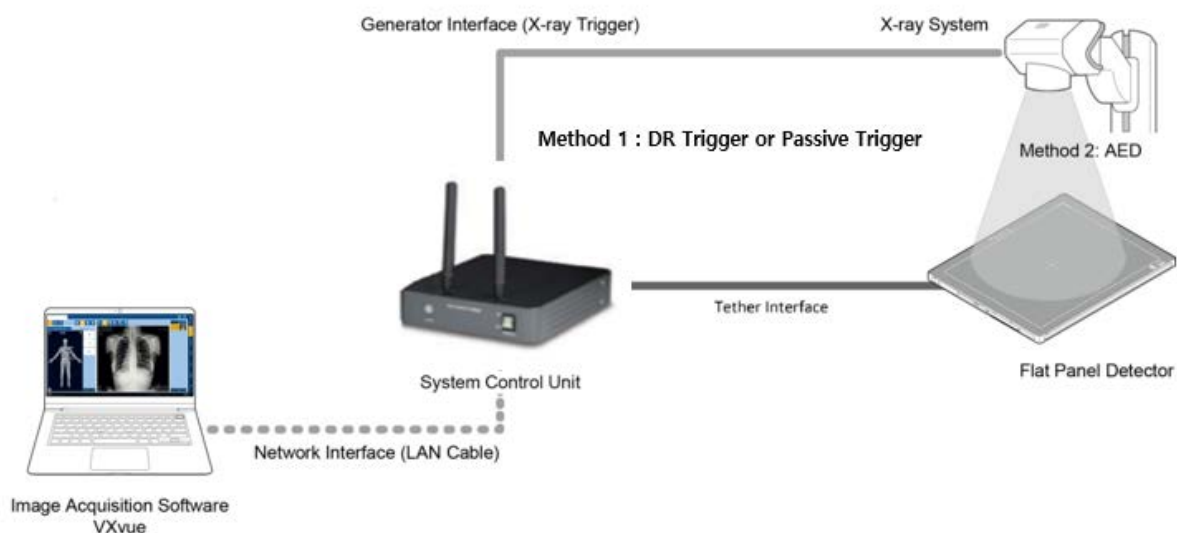 Generator Interface (X-ray Trigger)
X-ray System
Method 1 : DR Trigger or Passive Trigger
Method 2: AED
Tether Interface
System Control Unit
Flat Panel Detector
Network Interface (LAN Cable)
Image Acquisition Software
VXvue